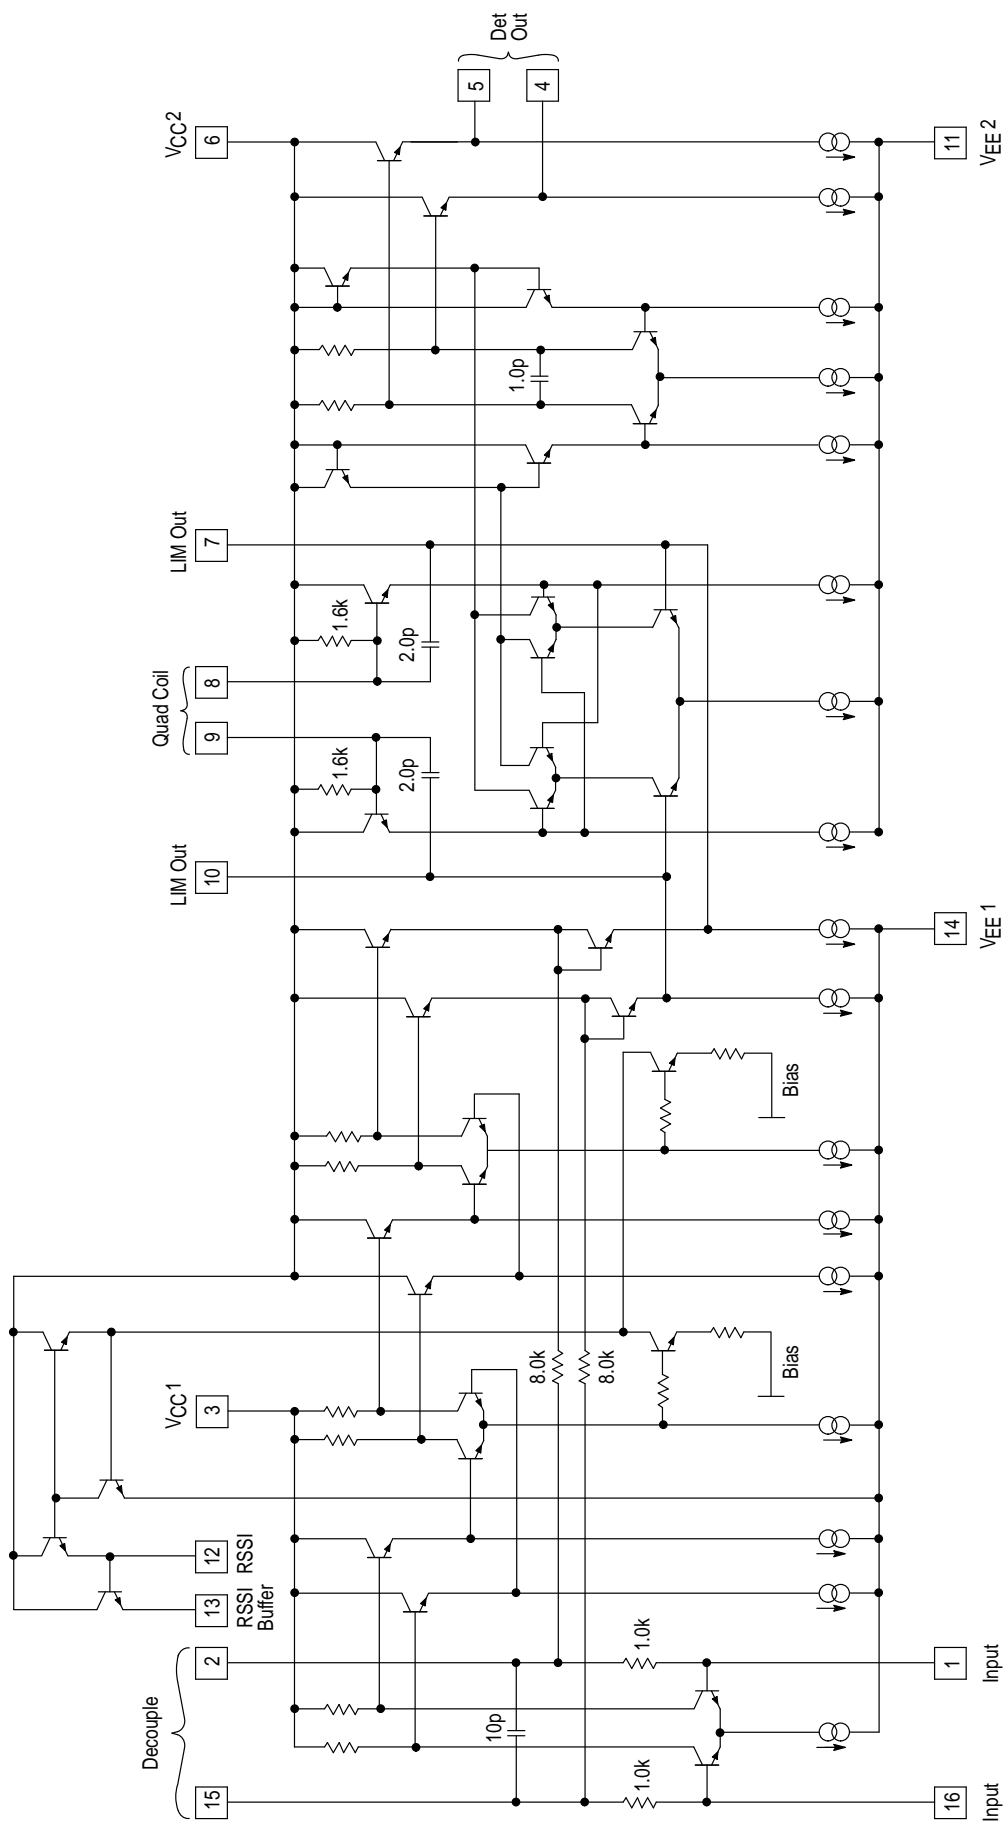 Decouple
VCC1
LIM Out
Quad Coil
LIM Out
VCC2
15
2
13
12
3
10
9
8
7
6
RSSI
Buffer
RSSI
1.6k
1.6k
2.0p
2.0p
5
4
Det
Out
10p
1.0p
8.0k
8.0k
1.0k
1.0k
Bias
Bias
16
1
14
11
Input
Input
VEE1
VEE2